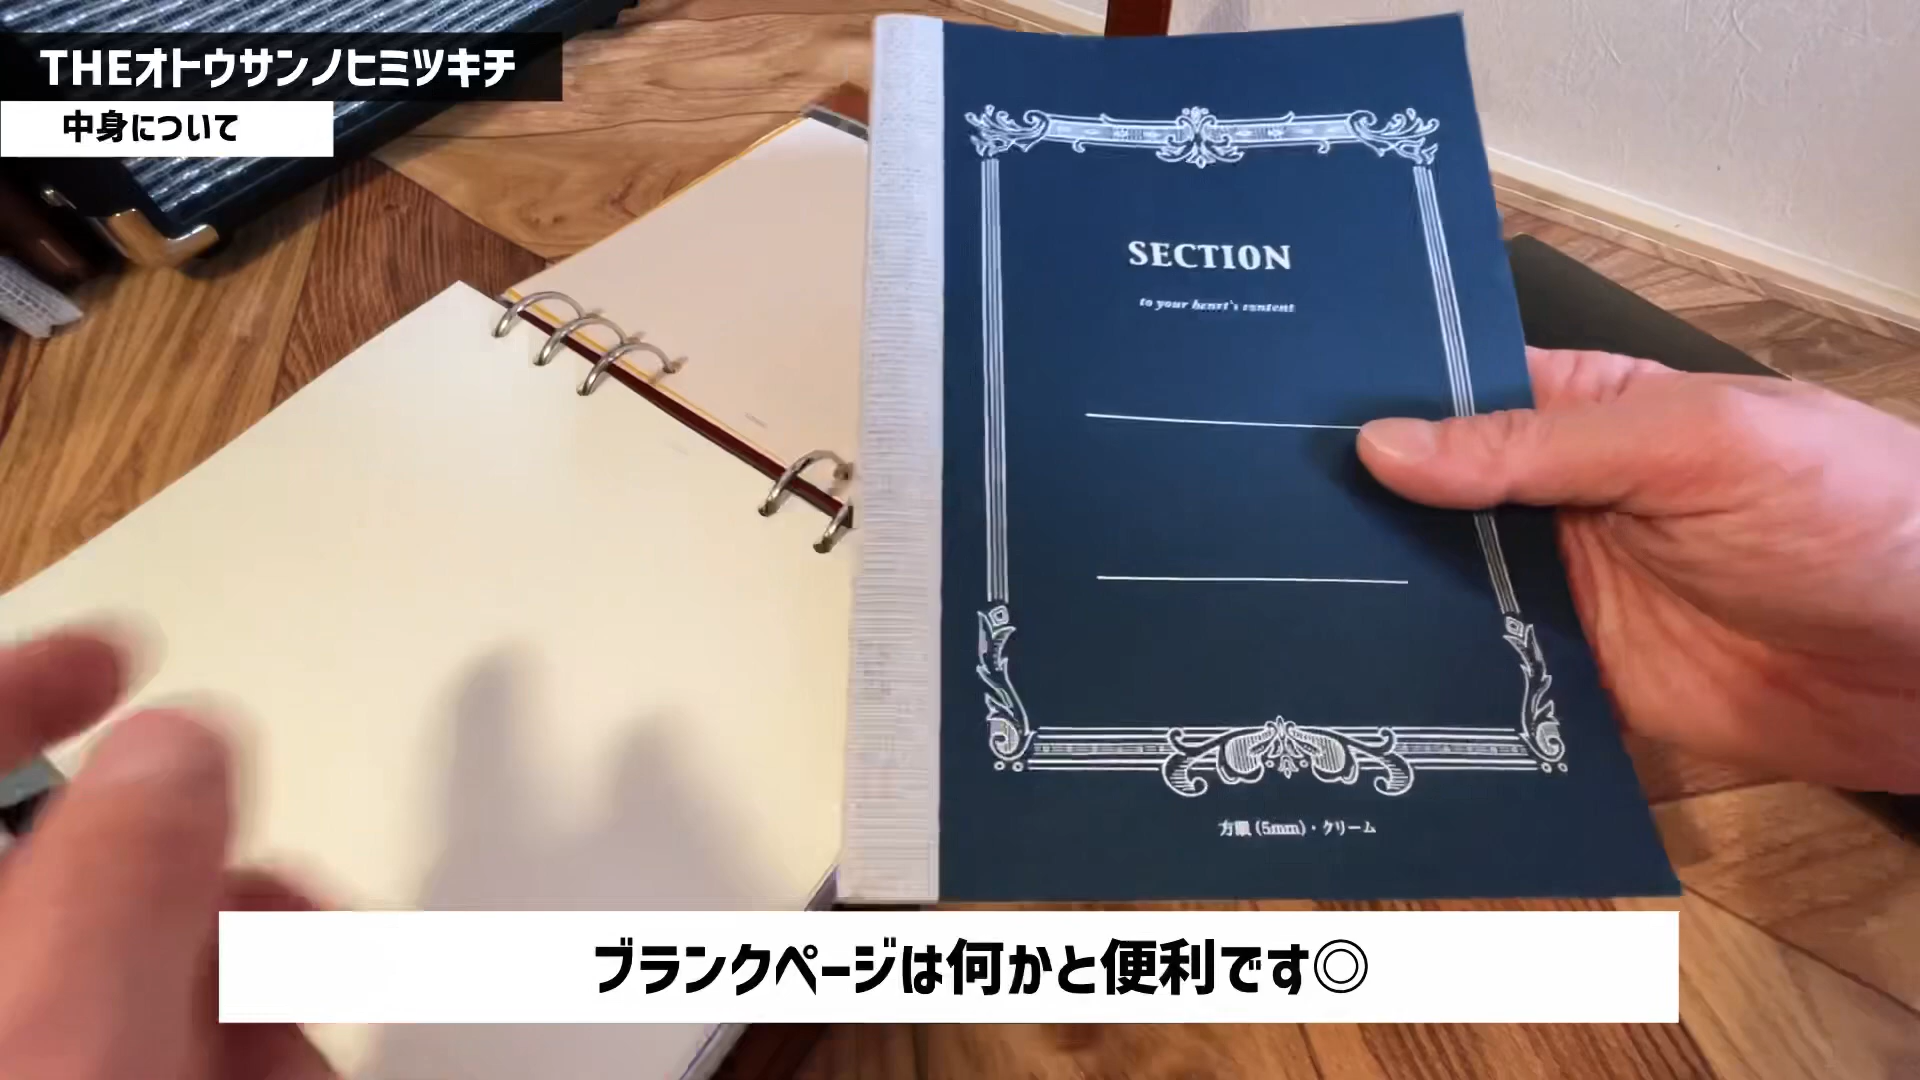 THEオトウサンノヒミツキチ
中身について
SECTION
to your heart's content
方眼 (5mm)・クリーム
ブランクページは何かと便利です◎